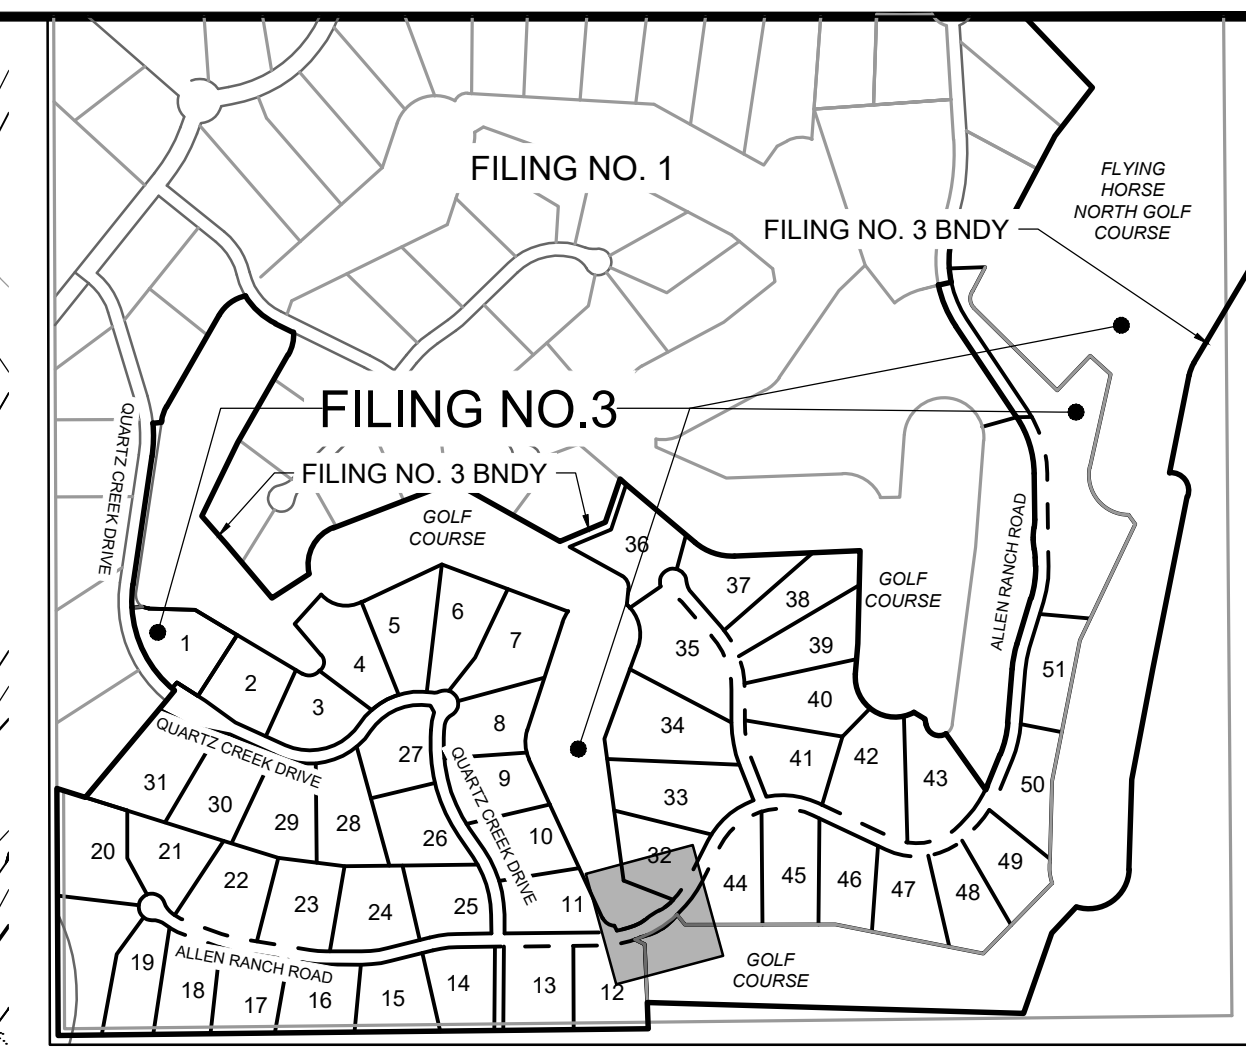 FILING NO. 1
FLYING
HORSE
NORTH GOLF
COURSE
FILING NO. 3 BNDY
FILING NO.3
QUARTZ CREEK DRIVE
FILING NO. 3 BNDY
GOLF
COURSE
ALLEN RANCH ROAD
GOLF
COURSE
36
37
38
39
40
35
34
33
32
41
42
43
51
50
49
48
47
46
45
44
1
2
3
4
5
6
7
8
9
10
11
QUARTZ CREEK DRIVE
QUARTZ CREEK DRIVE
27
26
28
29
30
31
20
21
22
23
24
25
ALLEN RANCH ROAD
19
18
17
16
15
14
13
12
GOLF
COURSE